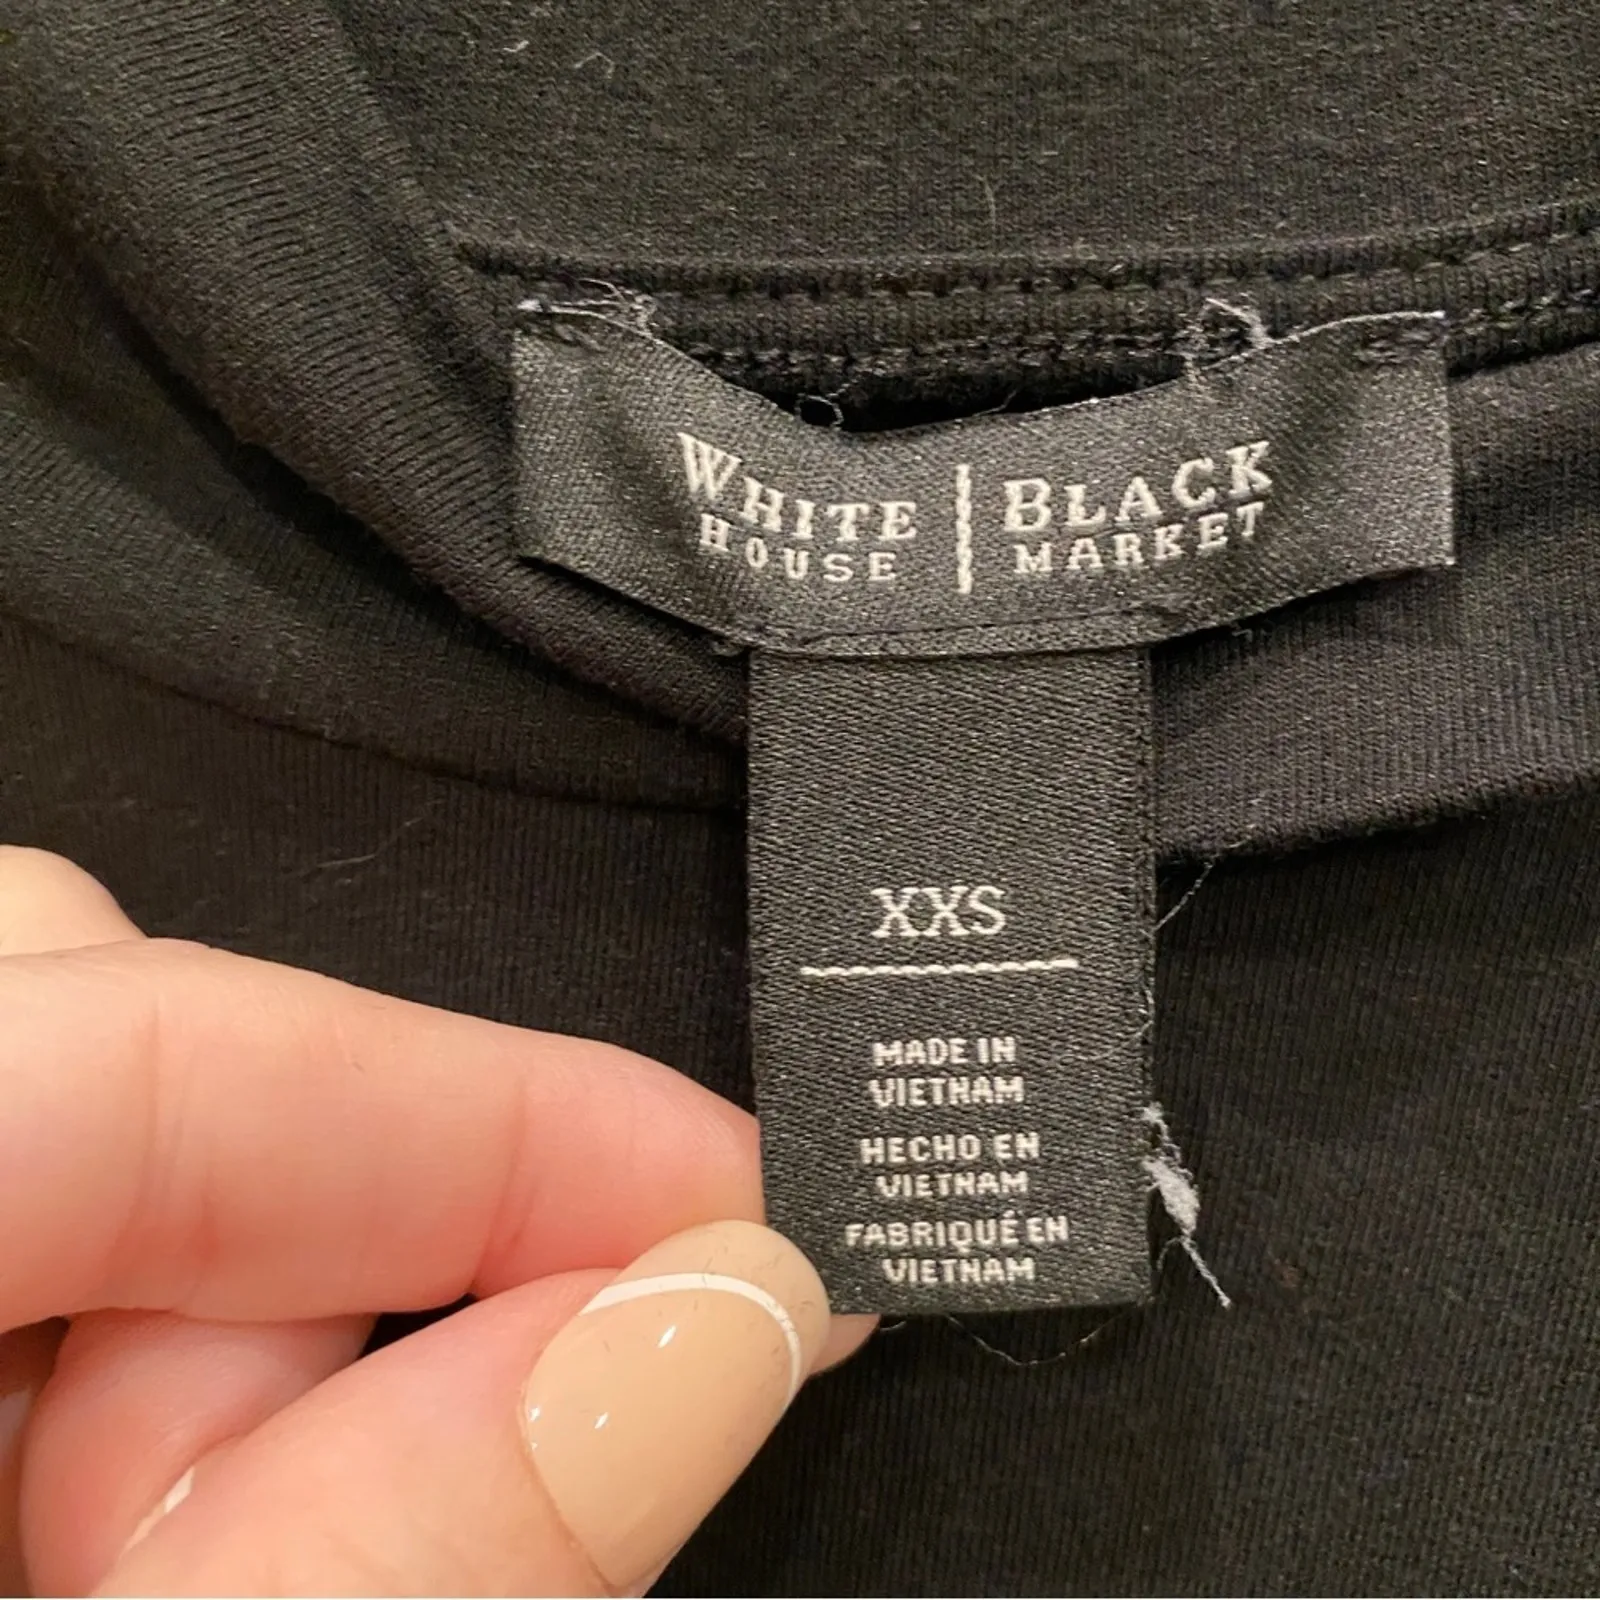 WHITE | BLACK
HOUSE | MARKET
XXS
MADE IN
VIETNAM
HECHO EN
VIETNAM
FABRIQUÉ EN
VIETNAM